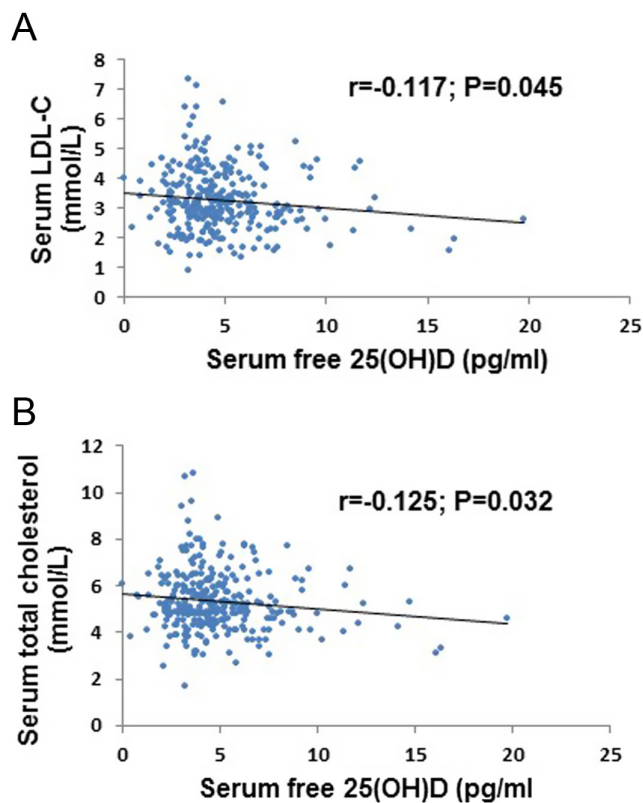 A
8
7
6
5
4
3
2
1
0
Serum LDL-C
(mmol/L)
r=-0.117; P=0.045
0 5 10 15 20 25
Serum free 25(OH)D (pg/ml)
B
12
10
8
6
4
2
0
Serum total cholesterol
(mmol/L)
r=-0.125; P=0.032
0 5 10 15 20 25
Serum free 25(OH)D (pg/ml